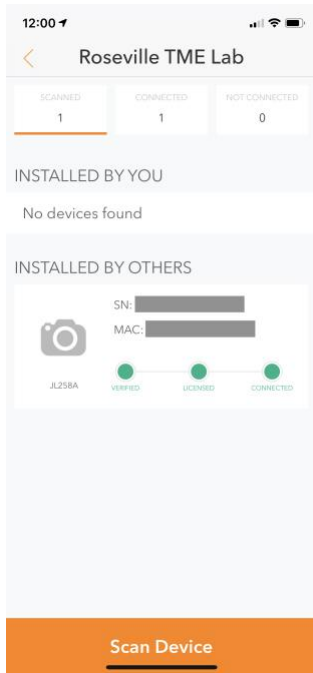 12:00
Roseville TME Lab
SCANNED CONNECTED NOT CONNECTED
1 1 0
INSTALLED BY YOU
No devices found
INSTALLED BY OTHERS
SN:
MAC:
JL258A
VERIFIED LICENSED CONNECTED
Scan Device